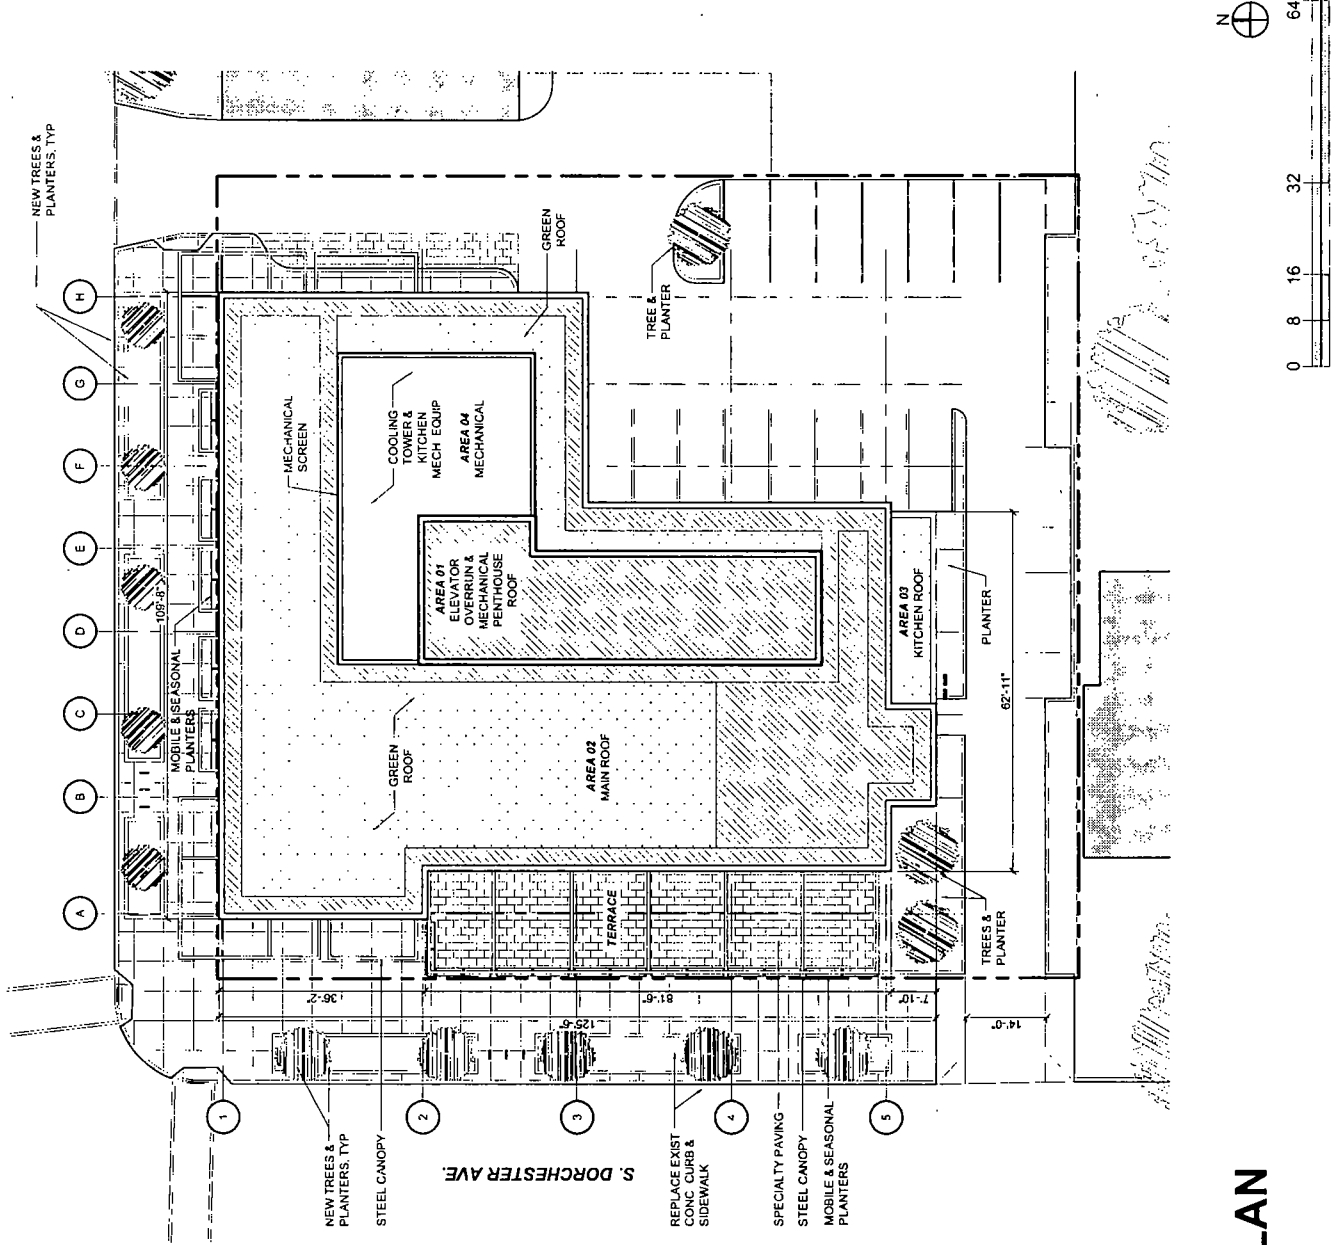 N
64
32
16
8
0
NEW TREES &
PLANTERS, TYP
H
G
F
E
D
C
B
A
109'-8"
MOBILE & SEASONAL
PLANTERS
MECHANICAL
SCREEN
COOLING
TOWER &
KITCHEN
MECH EQUIP
AREA 04
MECHANICAL
GREEN
ROOF
TREE &
PLANTER
AREA 01
ELEVATOR
OVERRUN &
MECHANICAL
PENTHOUSE
ROOF
GREEN
ROOF
AREA 02
MAIN ROOF
AREA 03
KITCHEN ROOF
PLANTER
62'-11"
TERRACE
TREES &
PLANTER
36'-2"
81'-6"
7'-10"
125'-6"
14'-0"
1
2
3
4
5
NEW TREES &
PLANTERS, TYP
STEEL CANOPY
S. DORCHESTER AVE.
REPLACE EXIST
CONC CURB &
SIDEWALK
SPECIALTY PAVING
STEEL CANOPY
MOBILE & SEASONAL
PLANTERS
LAN